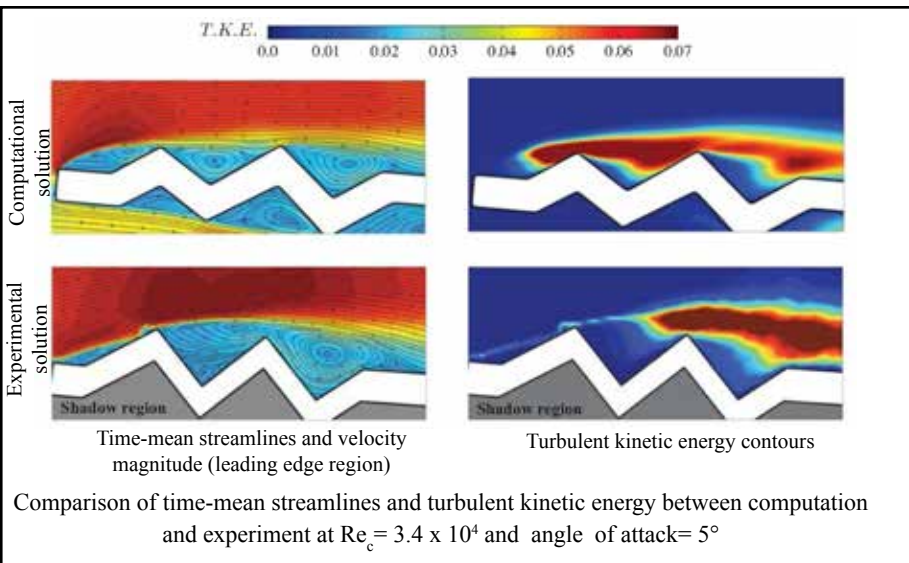 T.K.E.
0.0 0.01 0.02 0.03 0.04 0.05 0.06 0.07
Computational
solution
Experimental
solution
Shadow region
Shadow region
Time-mean streamlines and velocity
magnitude (leading edge region)
Turbulent kinetic energy contours
Comparison of time-mean streamlines and turbulent kinetic energy between computation
and experiment at Re_c= 3.4 x 10⁴ and angle of attack= 5°